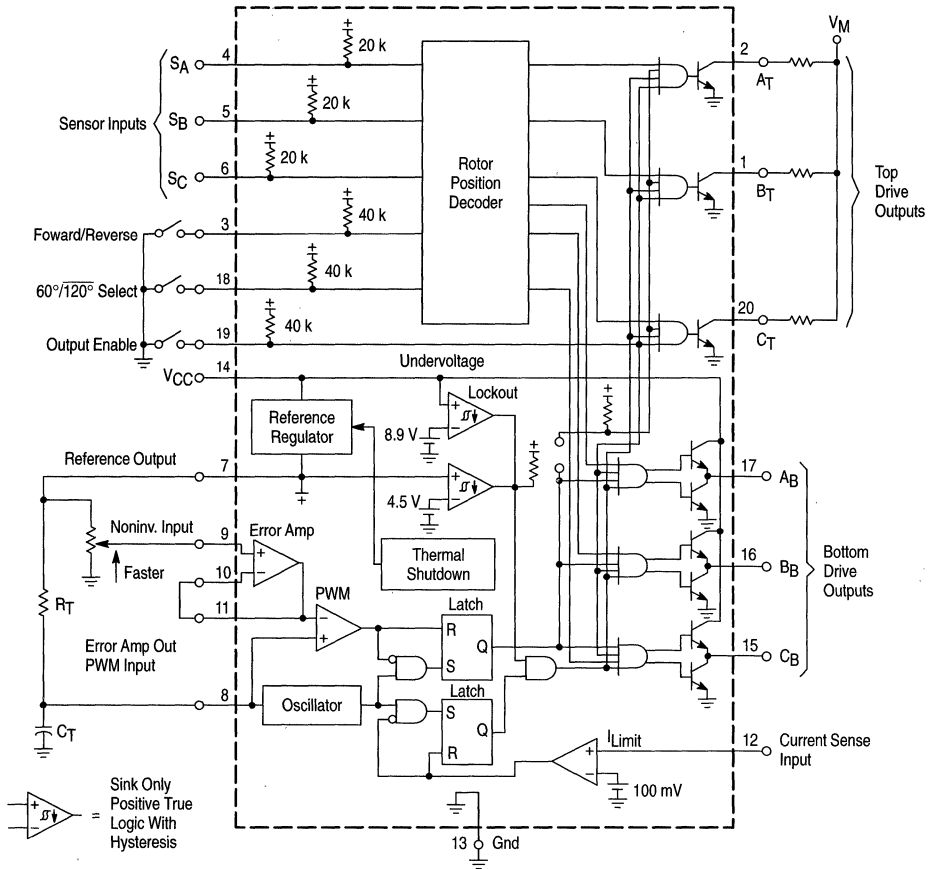 VM
20 k
SA
4
2
AT
20 k
Sensor Inputs
SB
5
1
BT
20 k
SC
6
Rotor
Position
Decoder
Top
Drive
Outputs
40 k
Foward/Reverse
3
40 k
60°/120° Select
18
20
CT
40 k
Output Enable
19
Undervoltage
VCC
14
Lockout
Reference
Regulator
8.9 V
Reference Output
7
17
AB
4.5 V
Noninv. Input
9
Error Amp
Thermal
Shutdown
Faster
10
16
BB
Bottom
Drive
Outputs
RT
11
PWM
Latch
R
Q
S
Error Amp Out
PWM Input
15
CB
8
Oscillator
Latch
S
Q
R
CT
ILimit
12
Current Sense
Input
100 mV
+
−
=
Sink Only
Positive True
Logic With
Hysteresis
13
Gnd